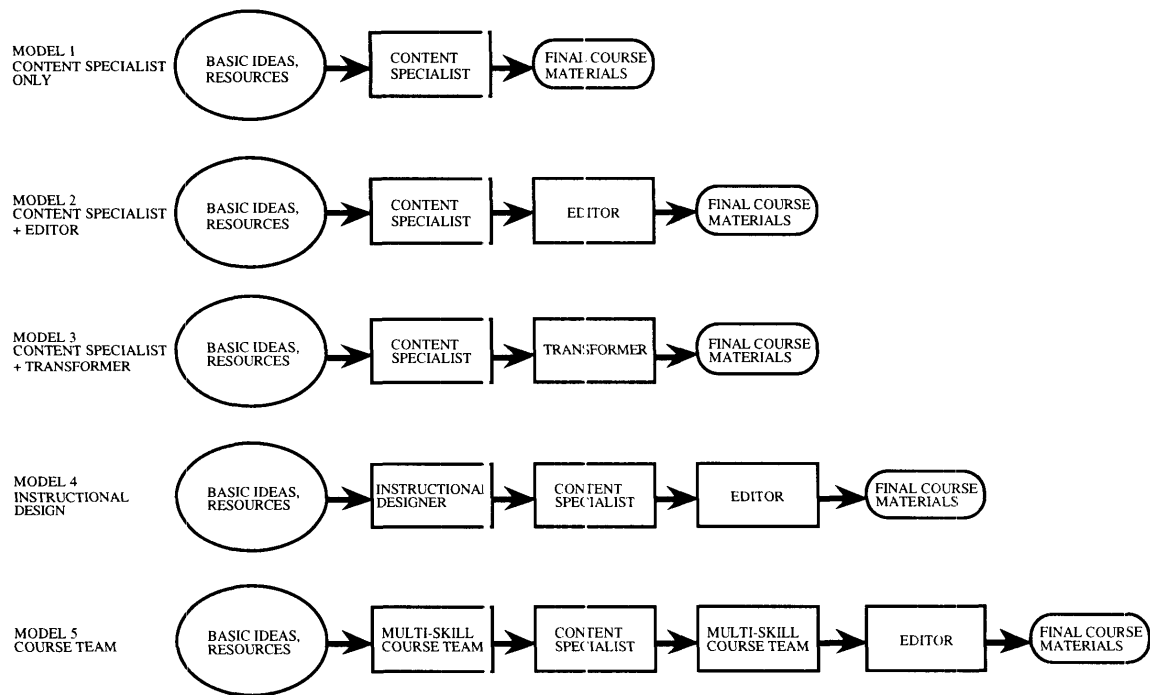 MODEL 1
CONTENT SPECIALIST
ONLY
BASIC IDEAS,
RESOURCES
CONTENT
SPECIALIST
FINAL COURSE
MATERIALS
MODEL 2
CONTENT SPECIALIST
+ EDITOR
BASIC IDEAS,
RESOURCES
CONTENT
SPECIALIST
EDITOR
FINAL COURSE
MATERIALS
MODEL 3
CONTENT SPECIALIST
+ TRANSFORMER
BASIC IDEAS,
RESOURCES
CONTENT
SPECIALIST
TRANSFORMER
FINAL COURSE
MATERIALS
MODEL 4
INSTRUCTIONAL
DESIGN
BASIC IDEAS,
RESOURCES
INSTRUCTIONAL
DESIGNER
CONTENT
SPECIALIST
EDITOR
FINAL COURSE
MATERIALS
MODEL 5
COURSE TEAM
BASIC IDEAS,
RESOURCES
MULTI-SKILL
COURSE TEAM
CONTENT
SPECIALIST
MULTI-SKILL
COURSE TEAM
EDITOR
FINAL COURSE
MATERIALS